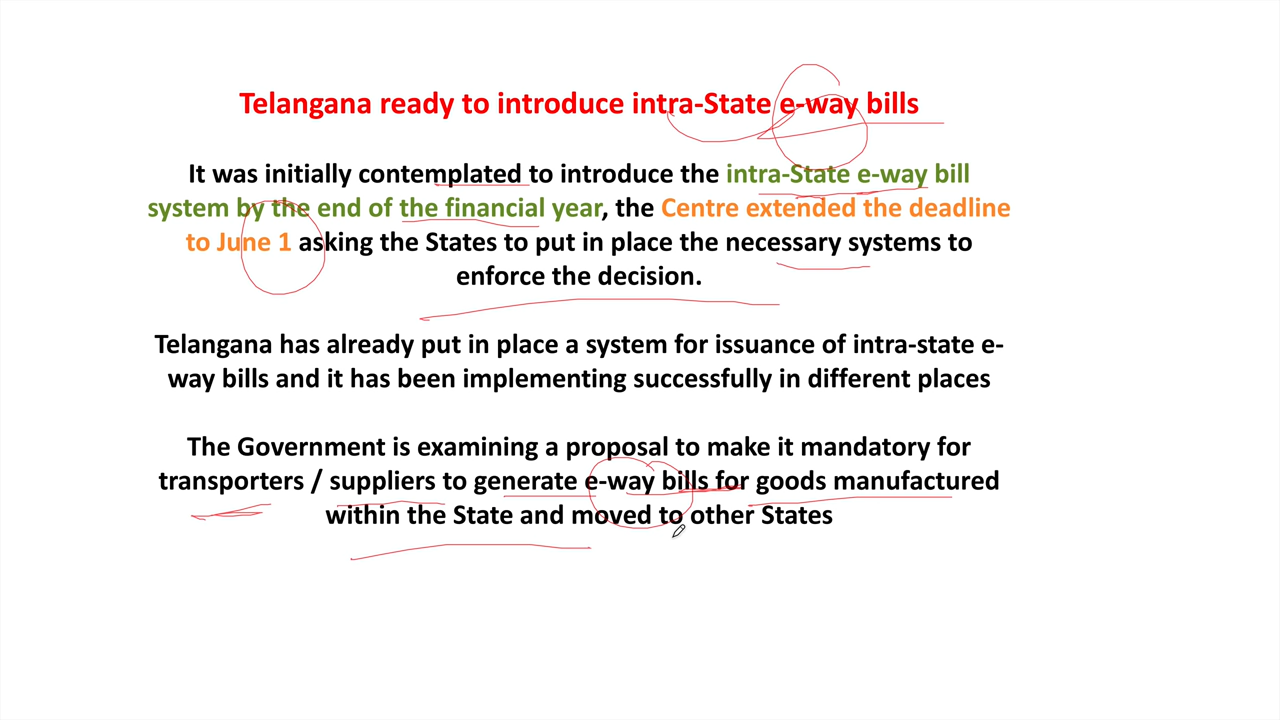 Telangana ready to introduce intra-State e-way bills
It was initially contemplated to introduce the intra-State e-way bill
system by the end of the financial year, the Centre extended the deadline
to June 1 asking the States to put in place the necessary systems to
enforce the decision.
Telangana has already put in place a system for issuance of intra-state e-
way bills and it has been implementing successfully in different places
The Government is examining a proposal to make it mandatory for
transporters / suppliers to generate e-way bills for goods manufactured
within the State and moved to other States